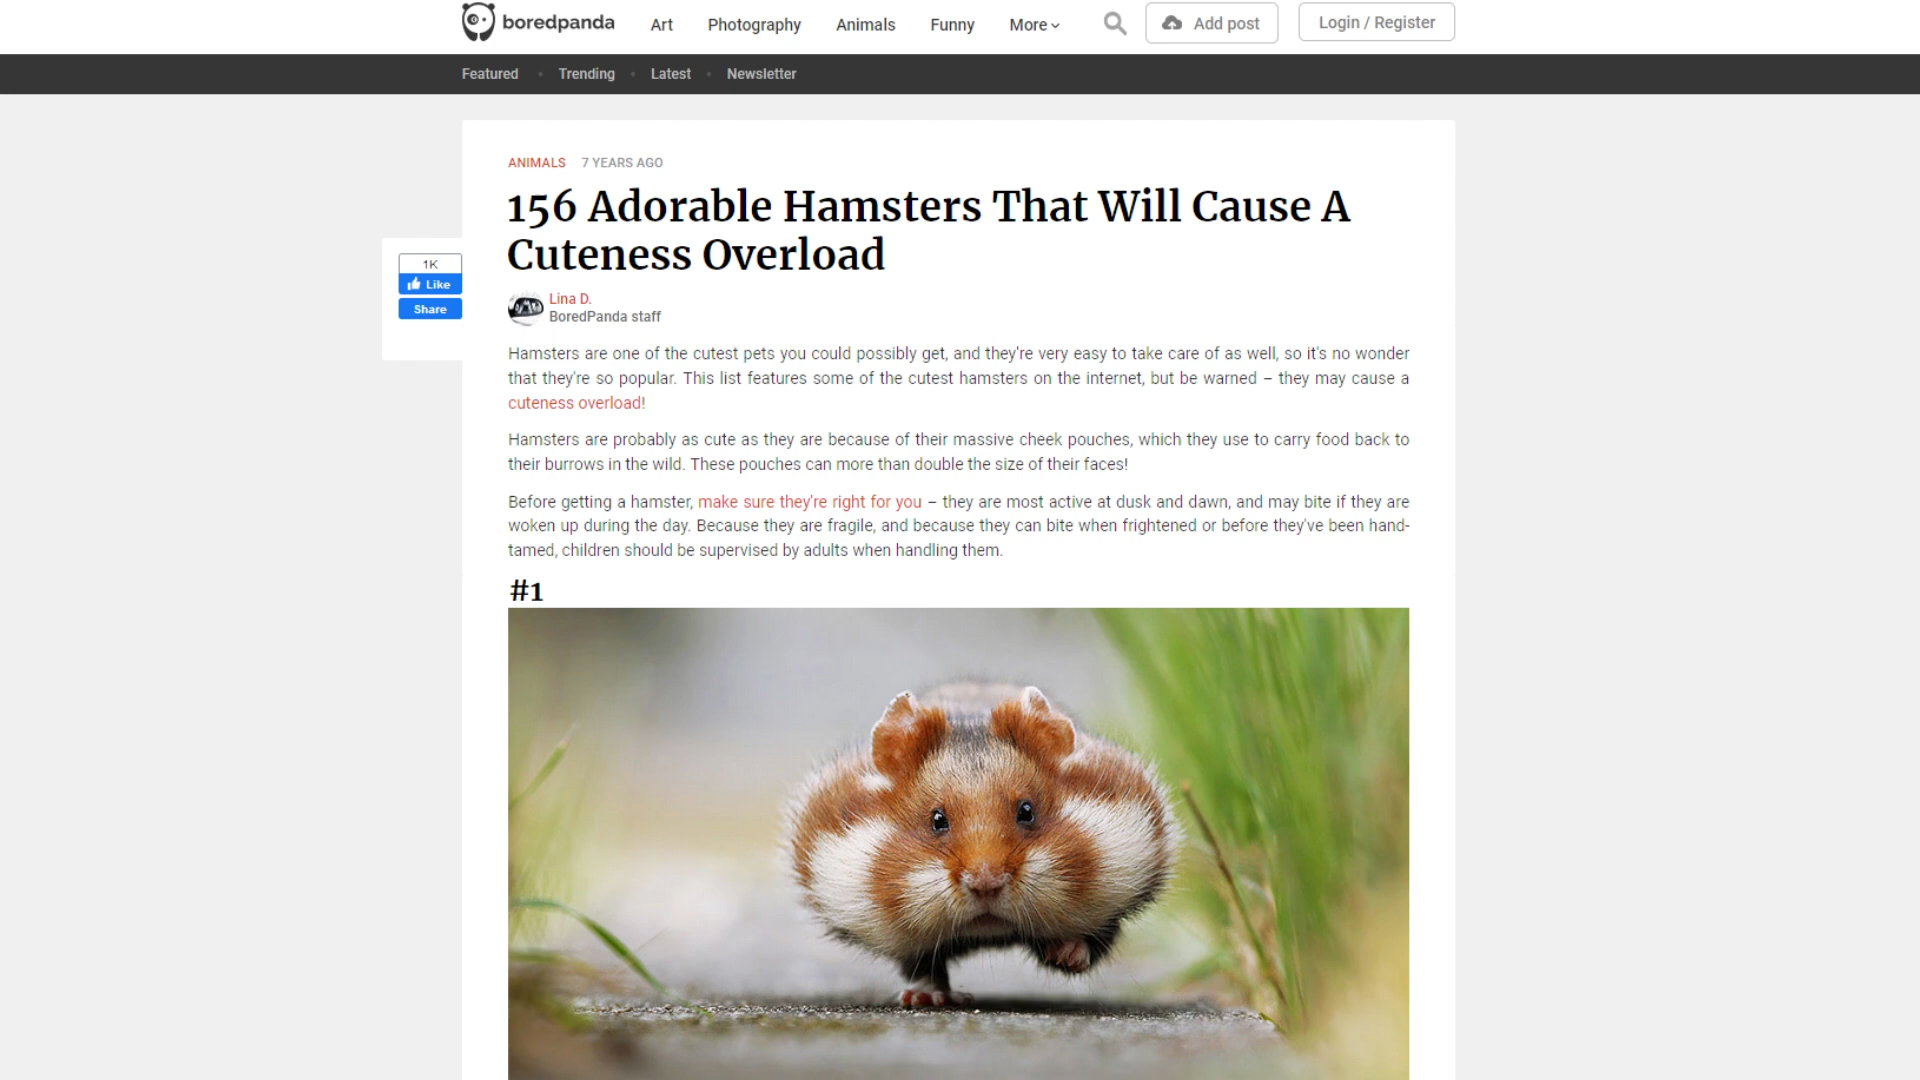 boredpanda
Art
Photography
Animals
Funny
More
Add post
Login / Register
Featured
Trending
Latest
Newsletter
ANIMALS 7 YEARS AGO
156 Adorable Hamsters That Will Cause A
Cuteness Overload
1K
Like
Share
Lina D.
BoredPanda staff
Hamsters are one of the cutest pets you could possibly get, and they're very easy to take care of as well, so it's no wonder
that they're so popular. This list features some of the cutest hamsters on the internet, but be warned – they may cause a
cuteness overload!
Hamsters are probably as cute as they are because of their massive cheek pouches, which they use to carry food back to
their burrows in the wild. These pouches can more than double the size of their faces!
Before getting a hamster, make sure they're right for you – they are most active at dusk and dawn, and may bite if they are
woken up during the day. Because they are fragile, and because they can bite when frightened or before they've been hand-
tamed, children should be supervised by adults when handling them.
#1